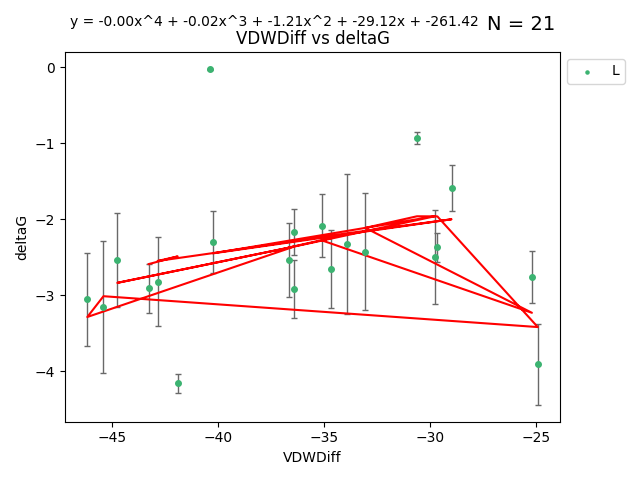 y = -0.00x^4 + -0.02x^3 + -1.21x^2 + -29.12x + -261.42 N = 21
VDWDiff vs deltaG
L
0
−1
−2
−3
−4
deltaG
−45 −40 −35 −30 −25
VDWDiff